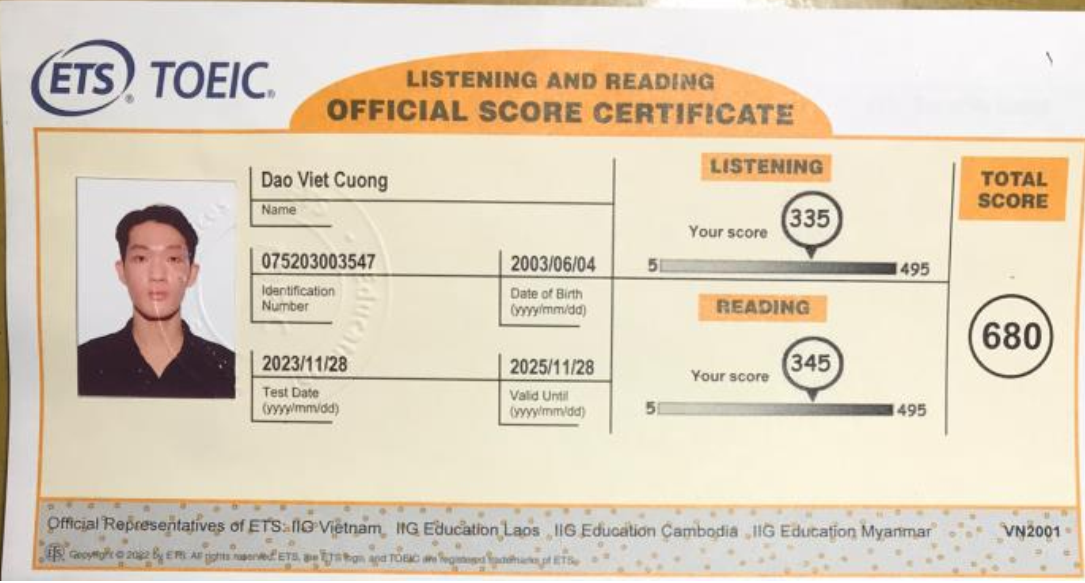 ETS® TOEIC®
LISTENING AND READING
OFFICIAL SCORE CERTIFICATE
Dao Viet Cuong
Name
075203003547
Identification
Number
2003/06/04
Date of Birth
(yyyy/mm/dd)
2023/11/28
Test Date
(yyyy/mm/dd)
2025/11/28
Valid Until
(yyyy/mm/dd)
LISTENING
Your score 335
5 495
READING
Your score 345
5 495
TOTAL
SCORE
680
Official Representatives of ETS: IIG Vietnam IIG Education Laos IIG Education Cambodia IIG Education Myanmar VN2001
Copyright © 2022 by ETS. All rights reserved. ETS, the ETS logo, and TOEIC are registered trademarks of ETS.